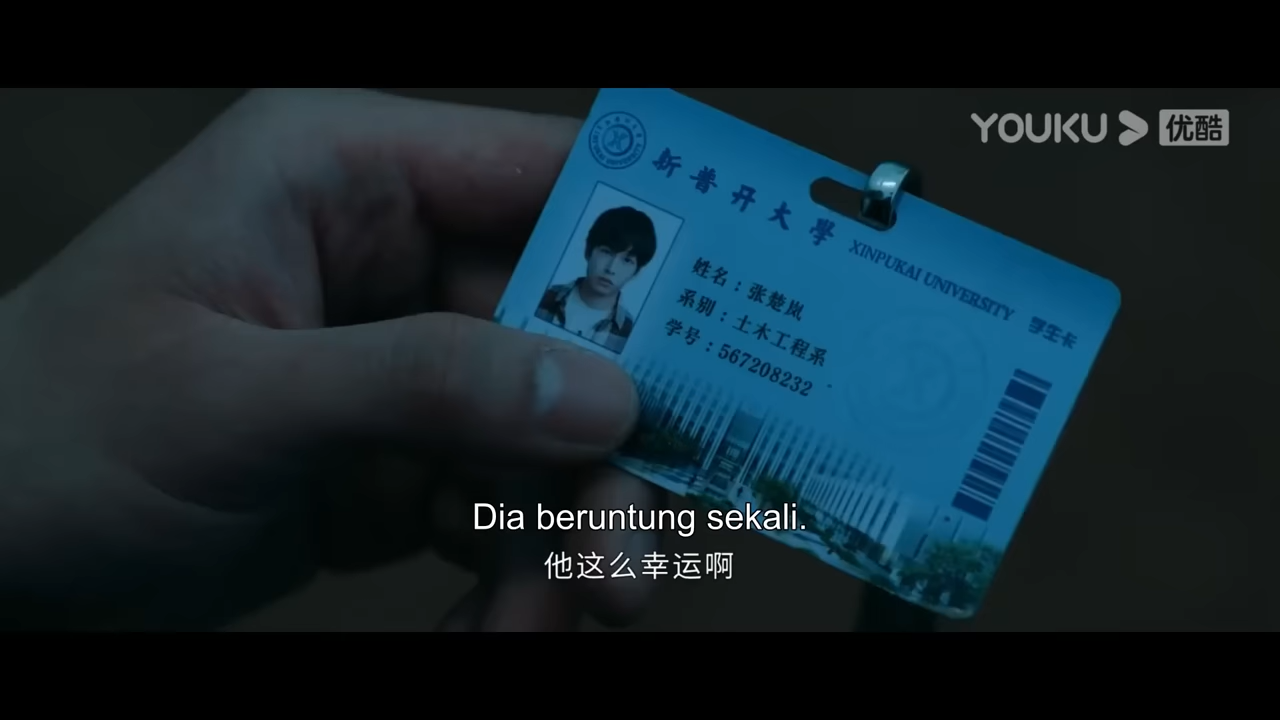 YOUKU 优酷
新普开大學 XINPUKAI UNIVERSITY 学生卡
姓名：张楚岚
系别：土木工程系
学号：567208232
Dia beruntung sekali.
他这么幸运啊